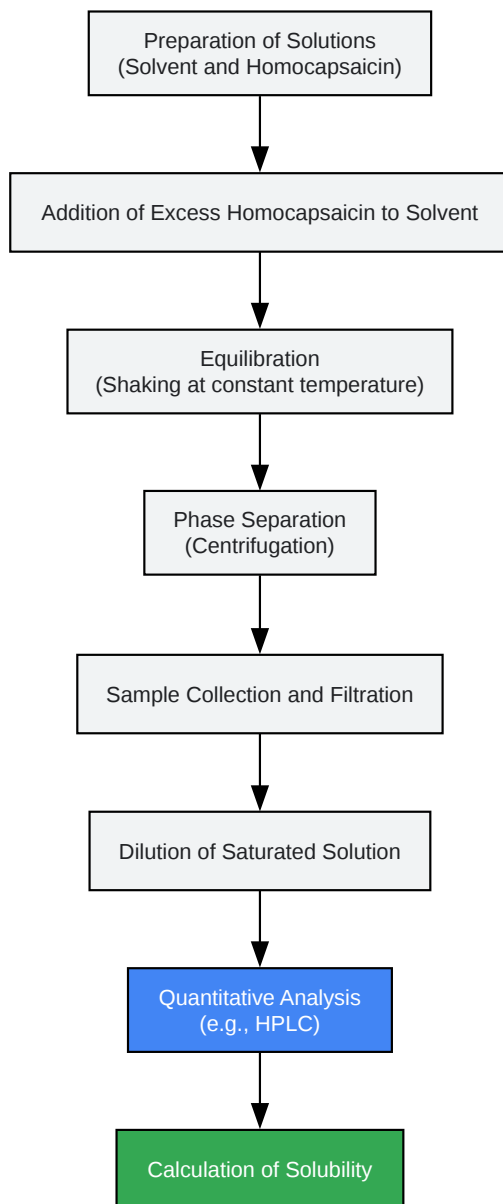 Preparation of Solutions
(Solvent and Homocapsaicin)
Addition of Excess Homocapsaicin to Solvent
Equilibration
(Shaking at constant temperature)
Phase Separation
(Centrifugation)
Sample Collection and Filtration
Dilution of Saturated Solution
Quantitative Analysis
(e.g., HPLC)
Calculation of Solubility